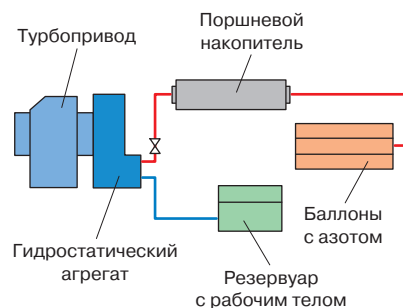 Турбопривод
Поршневой
накопитель
Гидростатический
агрегат
Баллоны
с азотом
Резервуар
с рабочим телом